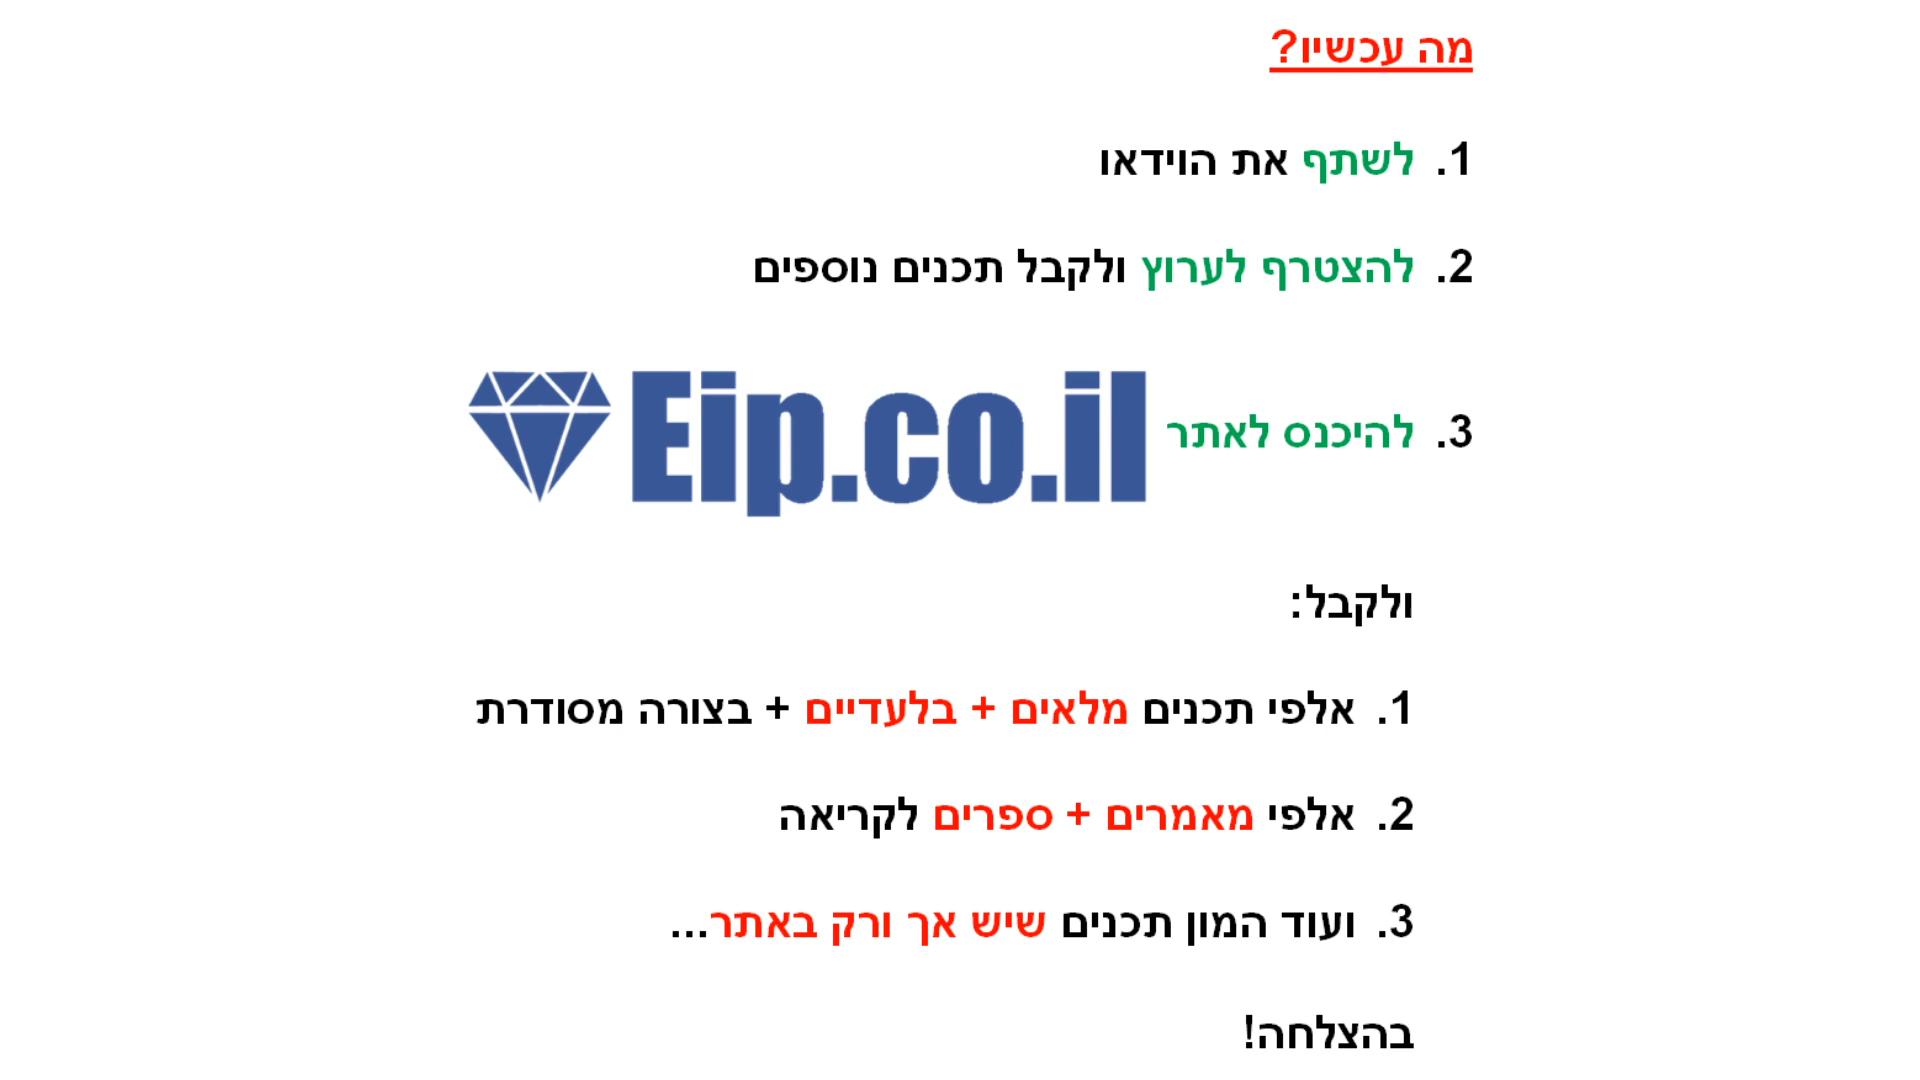 מה עכשיו?
1. לשתף את הוידאו
2. להצטרף לערוץ ולקבל תכנים נוספים
3. להיכנס לאתר Eip.co.il
ולקבל:
1. אלפי תכנים מלאים + בלעדיים + בצורה מסודרת
2. אלפי מאמרים + ספרים לקריאה
3. ועוד המון תכנים שיש אך ורק באתר...
בהצלחה!